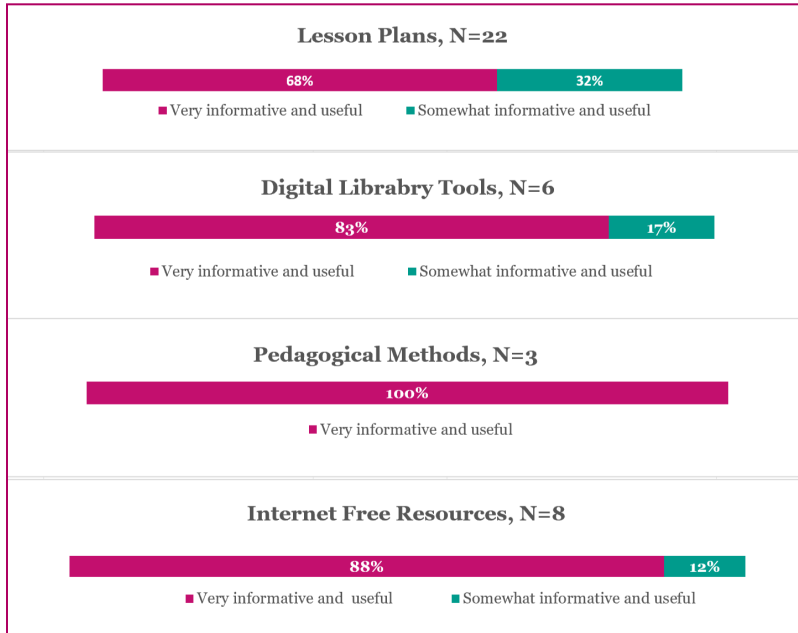 Lesson Plans, N=22
68% 32%
Very informative and useful Somewhat informative and useful
Digital Librabry Tools, N=6
83% 17%
Very informative and useful Somewhat informative and useful
Pedagogical Methods, N=3
100%
Very informative and useful
Internet Free Resources, N=8
88% 12%
Very informative and useful Somewhat informative and useful